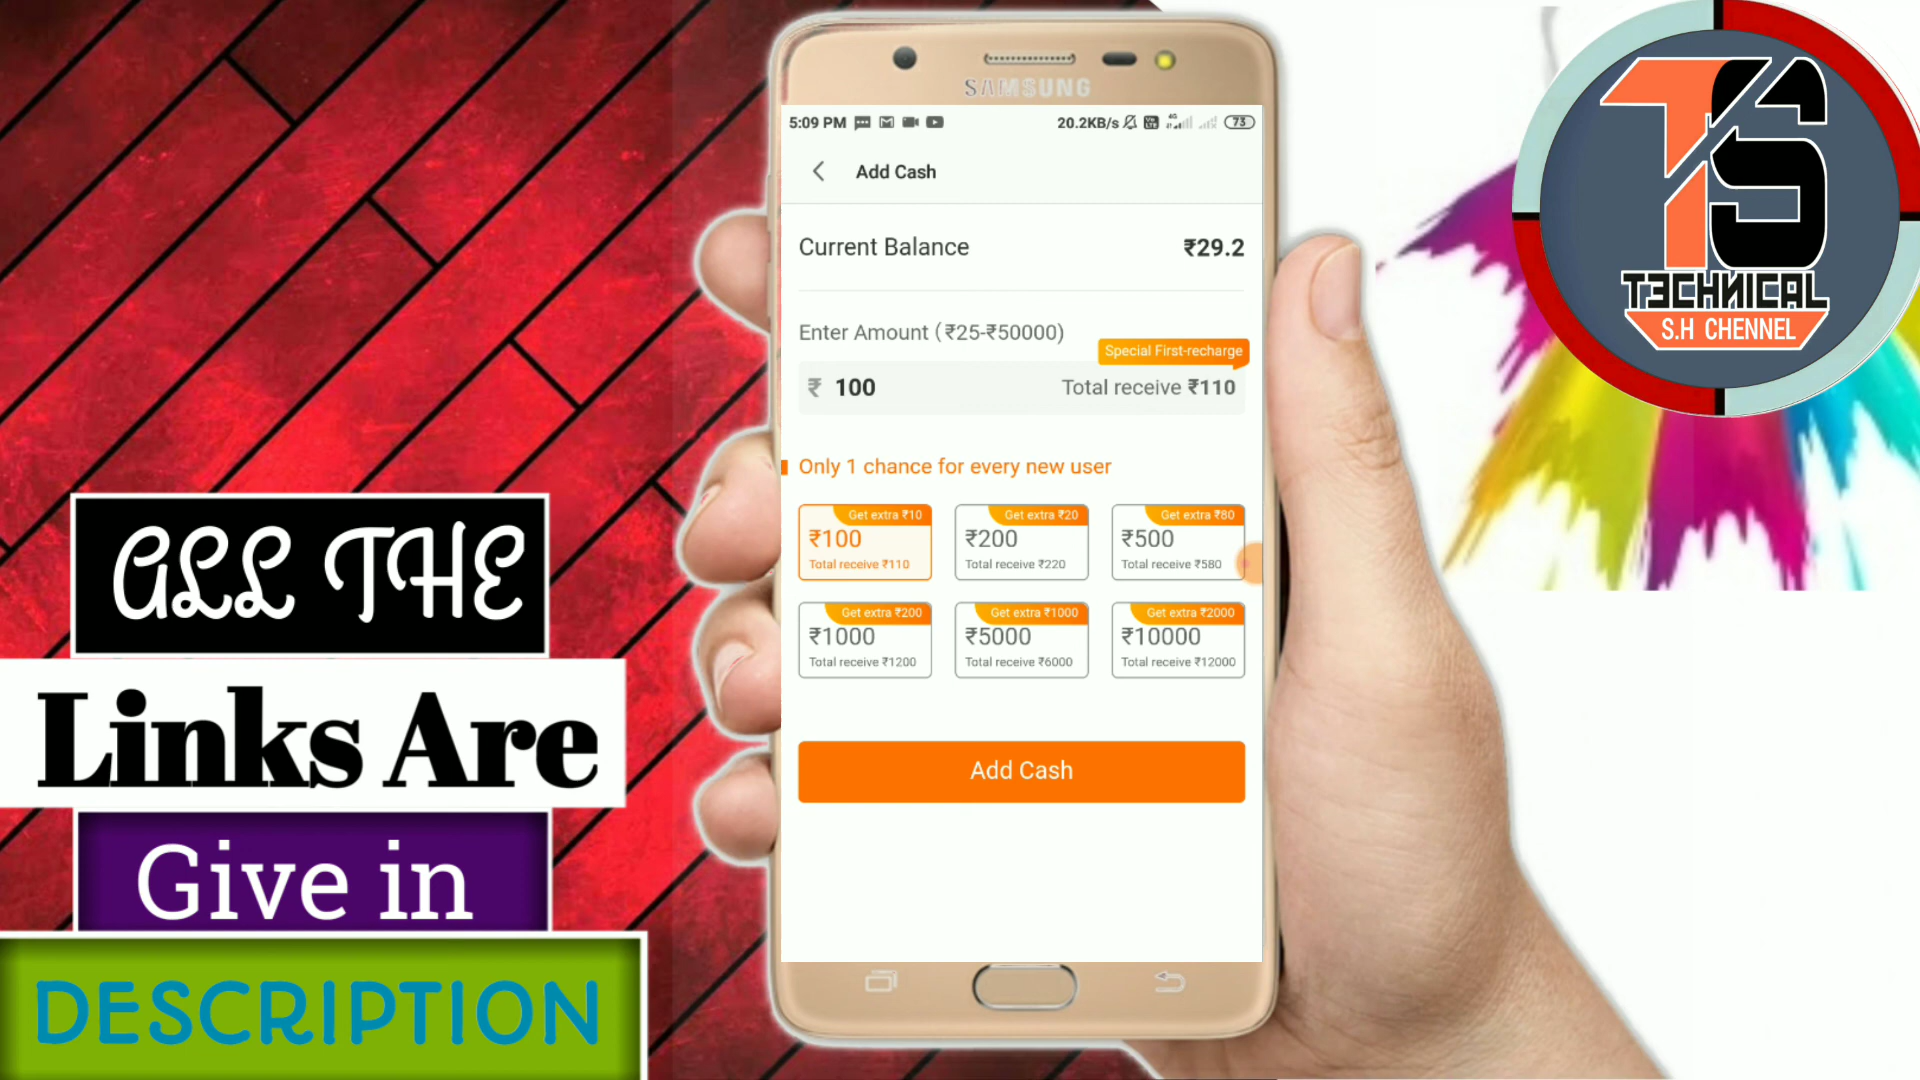 SAMSUNG
5:09 PM
20.2KB/s 4G 73
Add Cash
Current Balance ₹29.2
Enter Amount (₹25-₹50000)
Special First-recharge
₹ 100 Total receive ₹110
Only 1 chance for every new user
Get extra ₹10 Get extra ₹20 Get extra ₹80
₹100 ₹200 ₹500
Total receive ₹110 Total receive ₹220 Total receive ₹580
Get extra ₹200 Get extra ₹1000 Get extra ₹2000
₹1000 ₹5000 ₹10000
Total receive ₹1200 Total receive ₹6000 Total receive ₹12000
Add Cash
ALL THE
Links Are
Give in
DESCRIPTION
TS
TECHNICAL
S.H CHENNEL